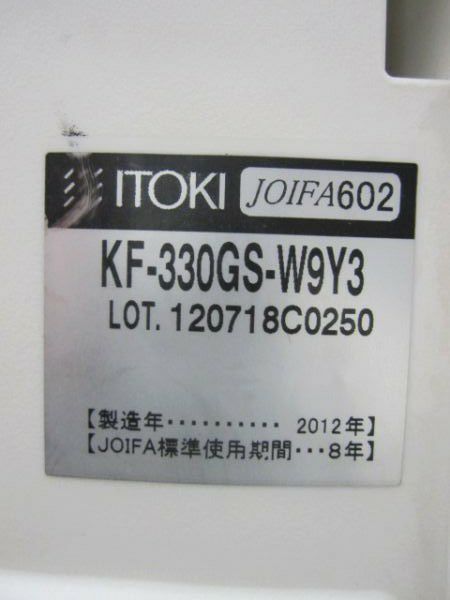 ITOKI JOIFA602
KF-330GS-W9Y3
LOT. 120718C0250
【製造年・・・・・・・・・・ 2012年】
【JOIFA標準使用期間・・・8年】